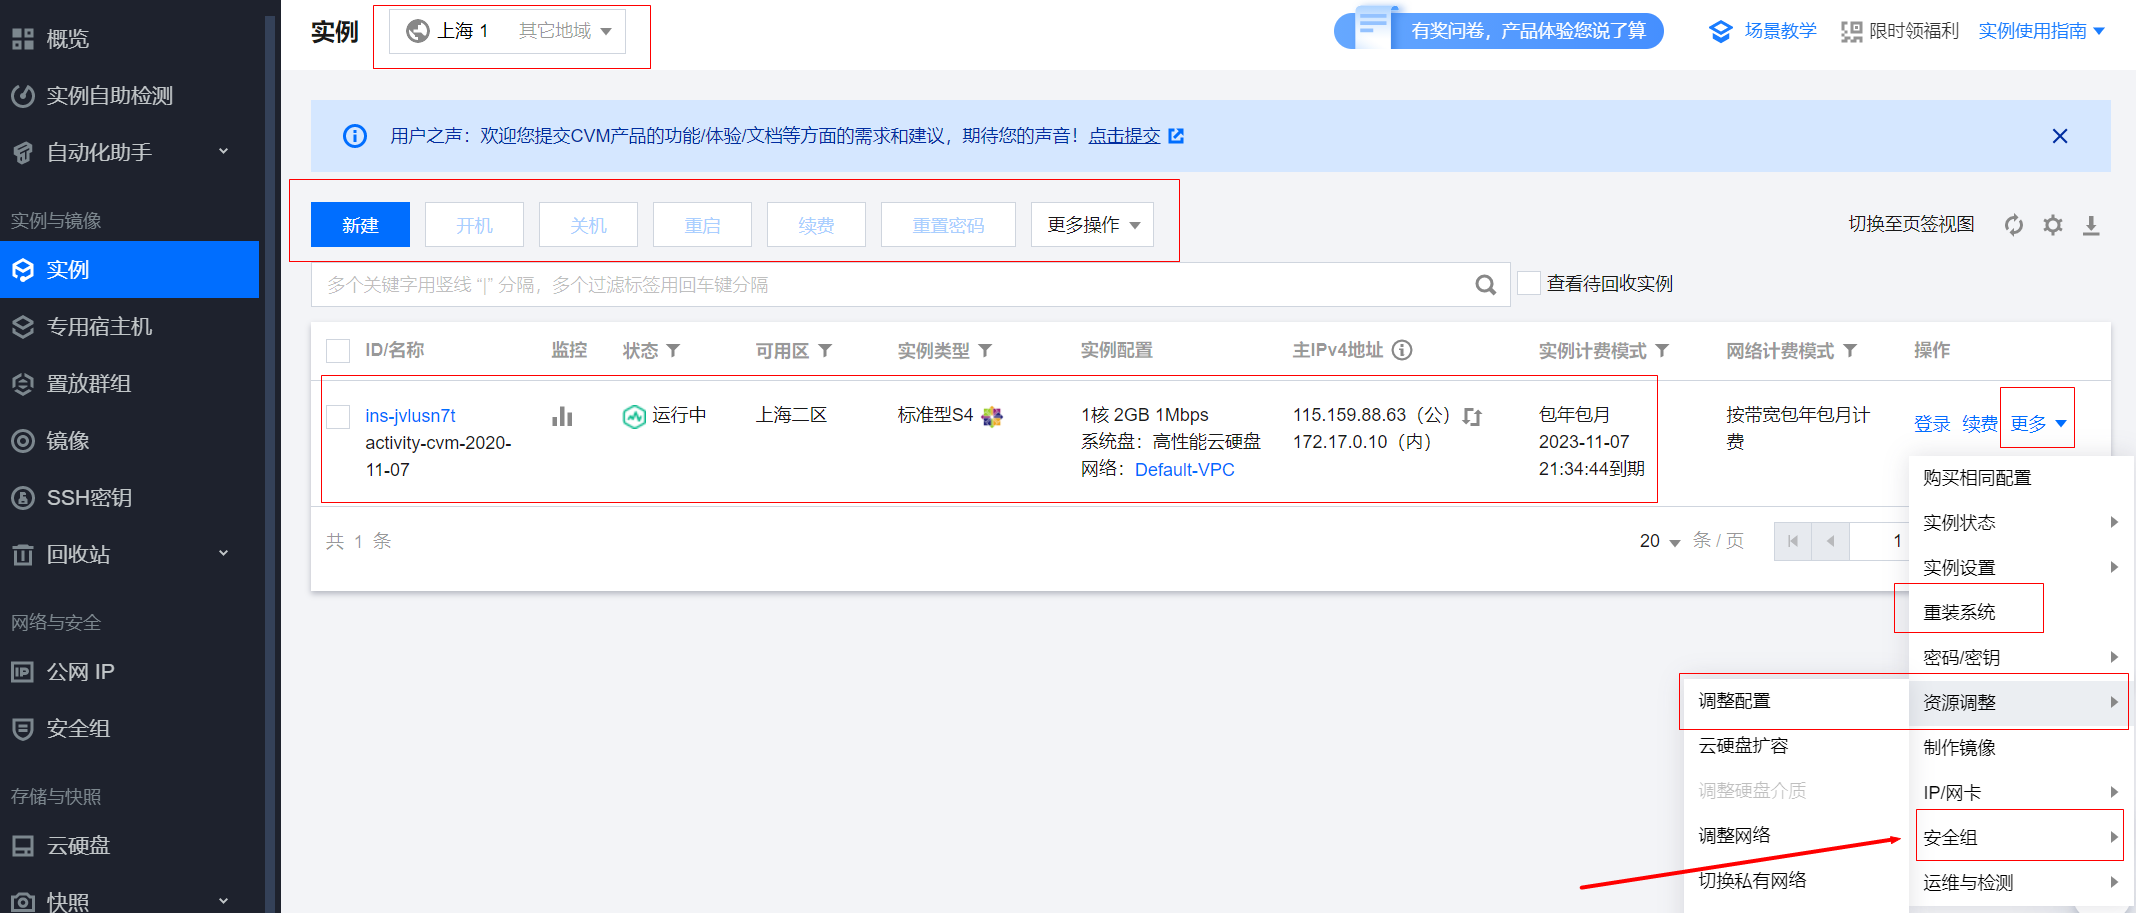 概览
实例自助检测
自动化助手
实例与镜像
实例
专用宿主机
置放群组
镜像
SSH密钥
回收站
网络与安全
公网 IP
安全组
存储与快照
云硬盘
快照
实例
上海 1
其它地域
有奖问卷，产品体验您说了算
场景教学
限时领福利
实例使用指南
用户之声：欢迎您提交CVM产品的功能/体验/文档等方面的需求和建议，期待您的声音！点击提交
新建
开机
关机
重启
续费
重置密码
更多操作
切换至页签视图
多个关键字用竖线 “|” 分隔，多个过滤标签用回车键分隔
查看待回收实例
ID/名称
监控
状态
可用区
实例类型
实例配置
主IPv4地址
实例计费模式
网络计费模式
操作
ins-jvlusn7t
activity-cvm-2020-
11-07
运行中
上海二区
标准型S4
1核 2GB 1Mbps
系统盘：高性能云硬盘
网络：Default-VPC
115.159.88.63（公）
172.17.0.10（内）
包年包月
2023-11-07
21:34:44到期
按带宽包年包月计
费
登录
续费
更多
共 1 条
20
条 / 页
1
购买相同配置
实例状态
实例设置
重装系统
密码/密钥
资源调整
制作镜像
IP/网卡
安全组
运维与检测
调整配置
云硬盘扩容
调整硬盘介质
调整网络
切换私有网络